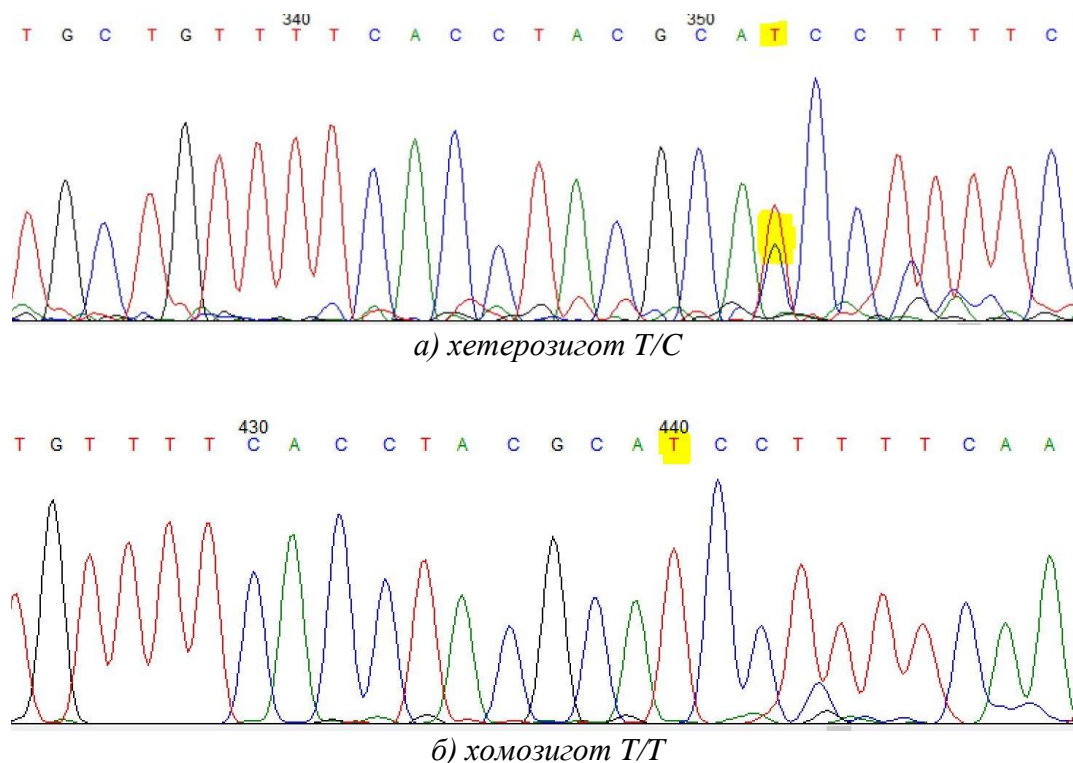 340 350
T G C T G T T T T C A C C T A C G C A T C C T T T T C
а) хетерозигот T/C
430 440
T G T T T T C A C C T A C G C A T C C T T T T C A A
б) хомозигот T/T